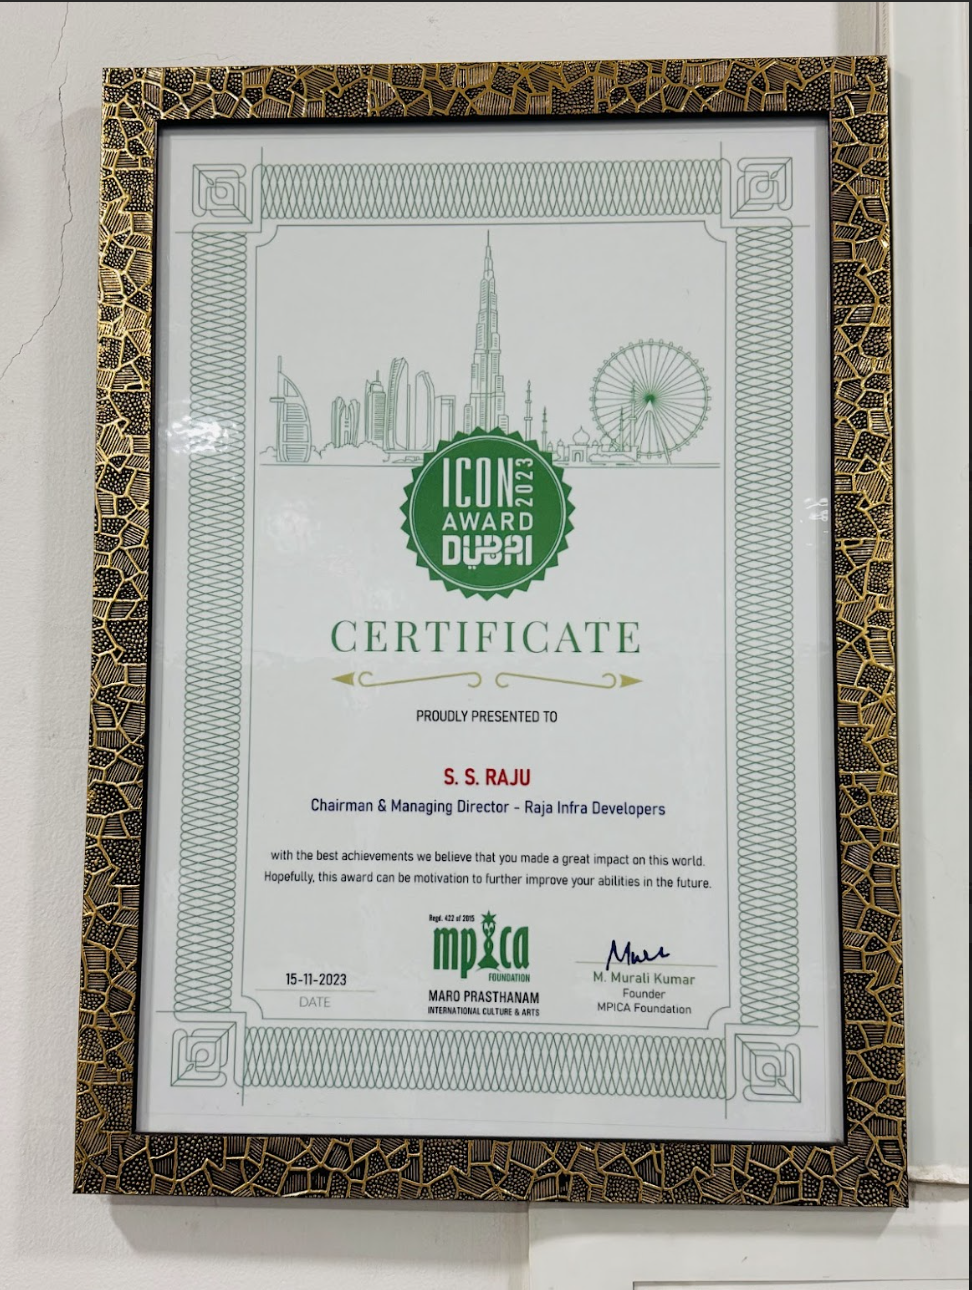 ICON 2023
AWARD
DUBAI
CERTIFICATE
PROUDLY PRESENTED TO
S. S. RAJU
Chairman & Managing Director - Raja Infra Developers
with the best achievements we believe that you made a great impact on this world.
Hopefully, this award can be motivation to further improve your abilities in the future.
Regd. 422 of 2015
mpica
FOUNDATION
MARO PRASTHANAM
INTERNATIONAL CULTURE & ARTS
15-11-2023
DATE
M. Murali Kumar
Founder
MPICA Foundation